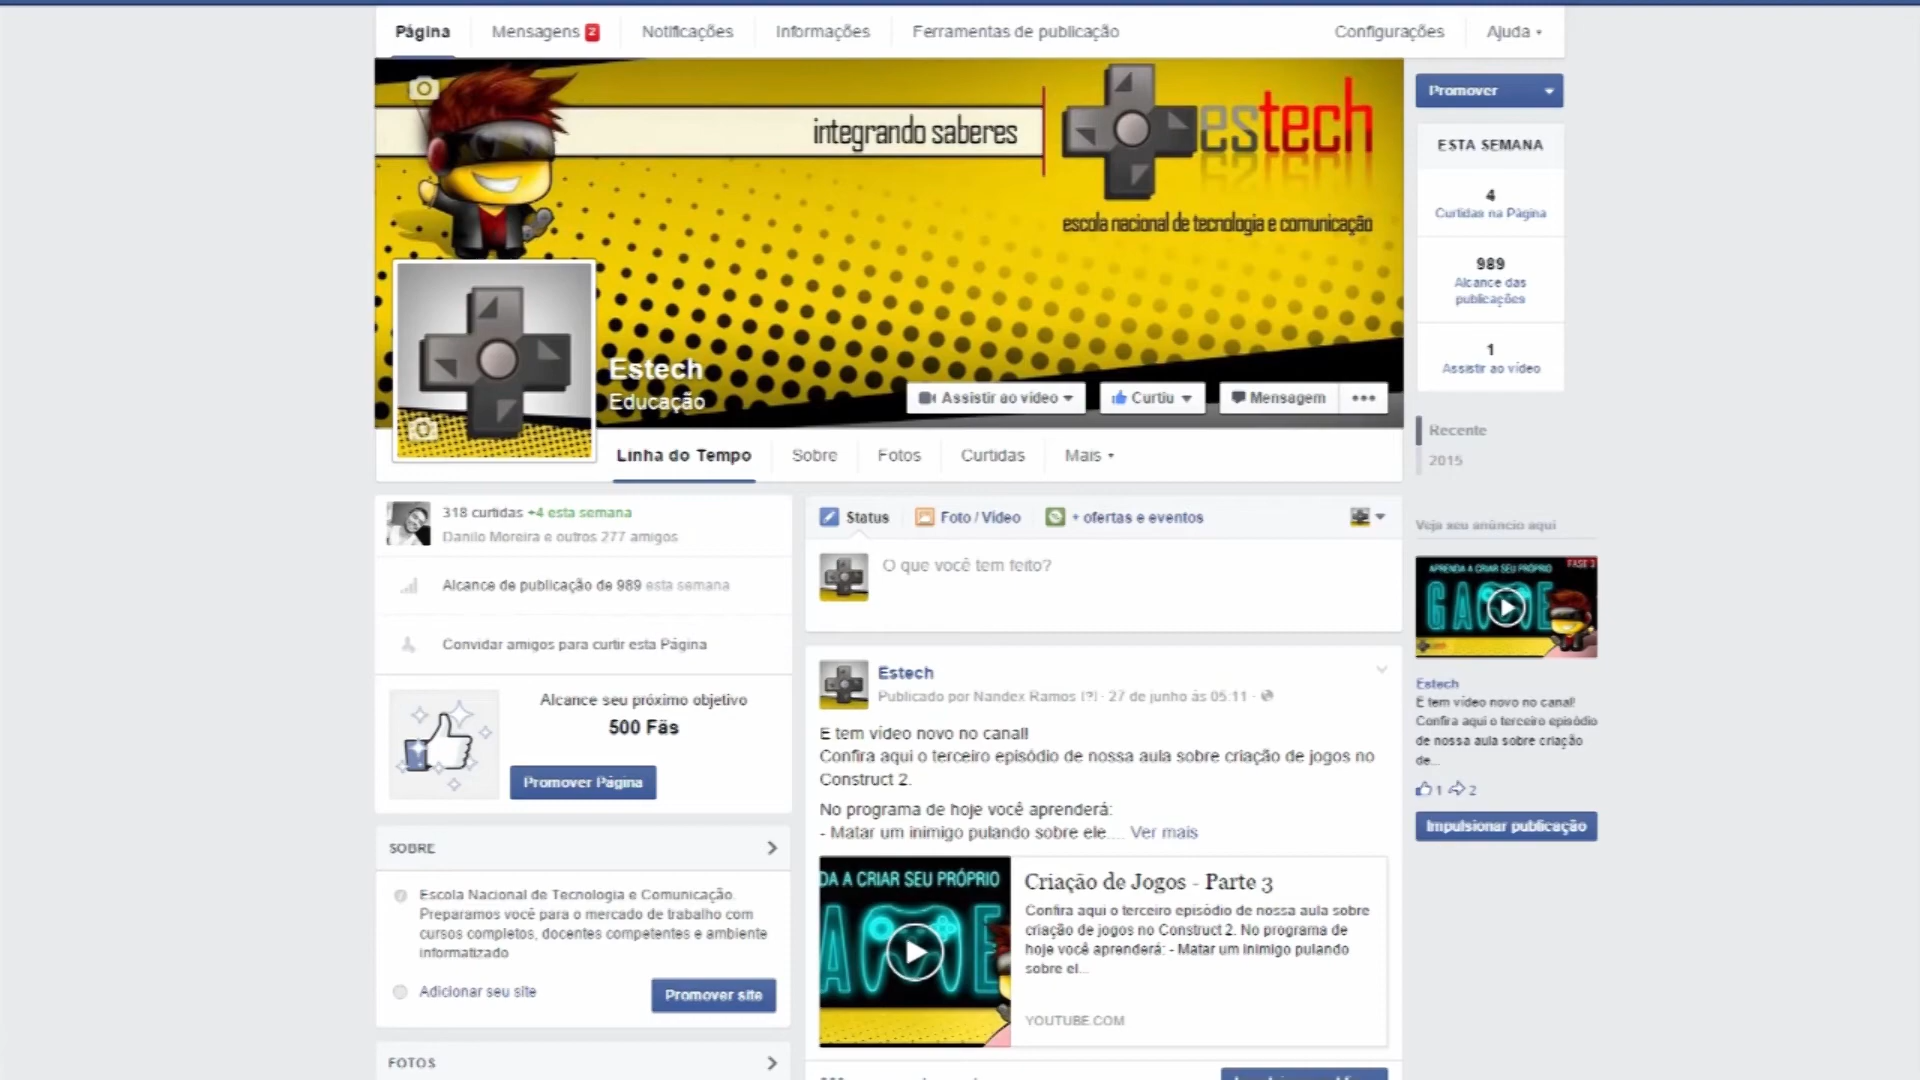 Página
Mensagens 2
Notificações
Informações
Ferramentas de publicação
Configurações
Ajuda
integrando saberes
estech
escola nacional de tecnologia e comunicação
Estech
Educação
Assistir ao vídeo
Curtiu
Mensagem
Linha do Tempo
Sobre
Fotos
Curtidas
Mais
Promover
ESTA SEMANA
4
Curtidas na Página
989
Alcance das
publicações
1
Assistir ao vídeo
Recente
2015
318 curtidas +4 esta semana
Danilo Moreira e outros 277 amigos
Alcance de publicação de 989 esta semana
Convidar amigos para curtir esta Página
Alcance seu próximo objetivo
500 Fãs
Promover Página
SOBRE
Escola Nacional de Tecnologia e Comunicação.
Preparamos você para o mercado de trabalho com
cursos completos, docentes competentes e ambiente
informatizado
Adicionar seu site
Promover site
FOTOS
Status
Foto / Vídeo
+ ofertas e eventos
O que você tem feito?
Estech
Publicado por Nandex Ramos [?] · 27 de junho às 05:11 ·
E tem vídeo novo no canal!
Confira aqui o terceiro episódio de nossa aula sobre criação de jogos no
Construct 2.
No programa de hoje você aprenderá:
- Matar um inimigo pulando sobre ele.... Ver mais
DA A CRIAR SEU PRÓPRIO
Criação de Jogos - Parte 3
Confira aqui o terceiro episódio de nossa aula sobre
criação de jogos no Construct 2. No programa de
hoje você aprenderá: - Matar um inimigo pulando
sobre el...
YOUTUBE.COM
Veja seu anúncio aqui
APRENDA A CRIAR SEU PRÓPRIO
FASE 3
GAME
Estech
E tem vídeo novo no canal!
Confira aqui o terceiro episódio
de nossa aula sobre criação
de...
1 2
Impulsionar publicação